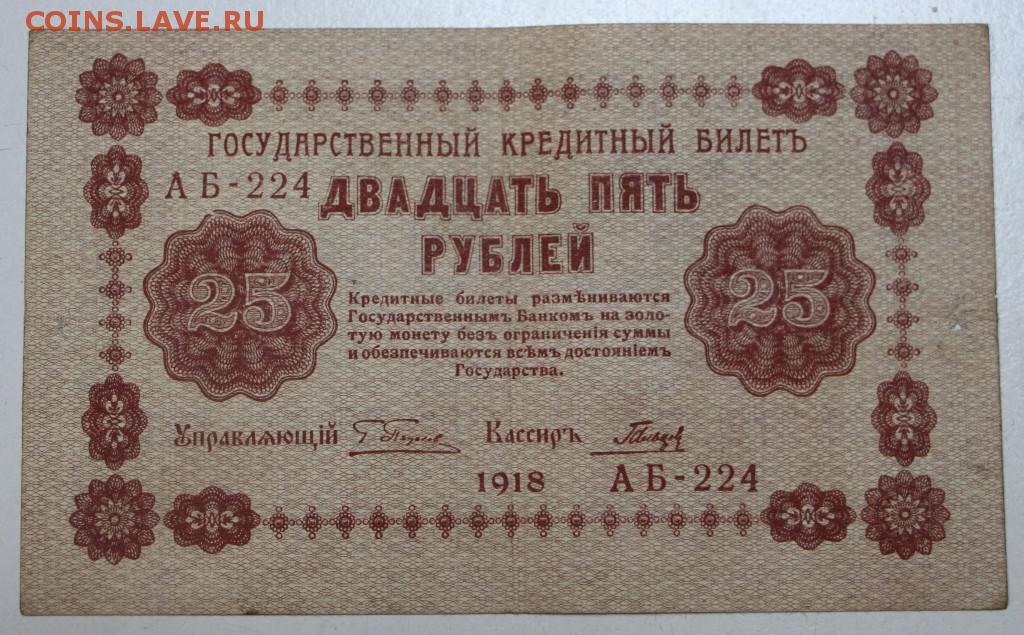 COINS.LAVE.RU
ГОСУДАРСТВЕННЫЙ КРЕДИТНЫЙ БИЛЕТЪ
АБ-224
ДВАДЦАТЬ ПЯТЬ
РУБЛЕЙ
25
25
Кредитные билеты размѣниваются
Государственнымъ Банкомъ на золо-
тую монету безъ ограниченія суммы
и обезпечиваются всѣмъ достояніемъ
Государства.
Управляющій
Кассиръ
1918 АБ-224